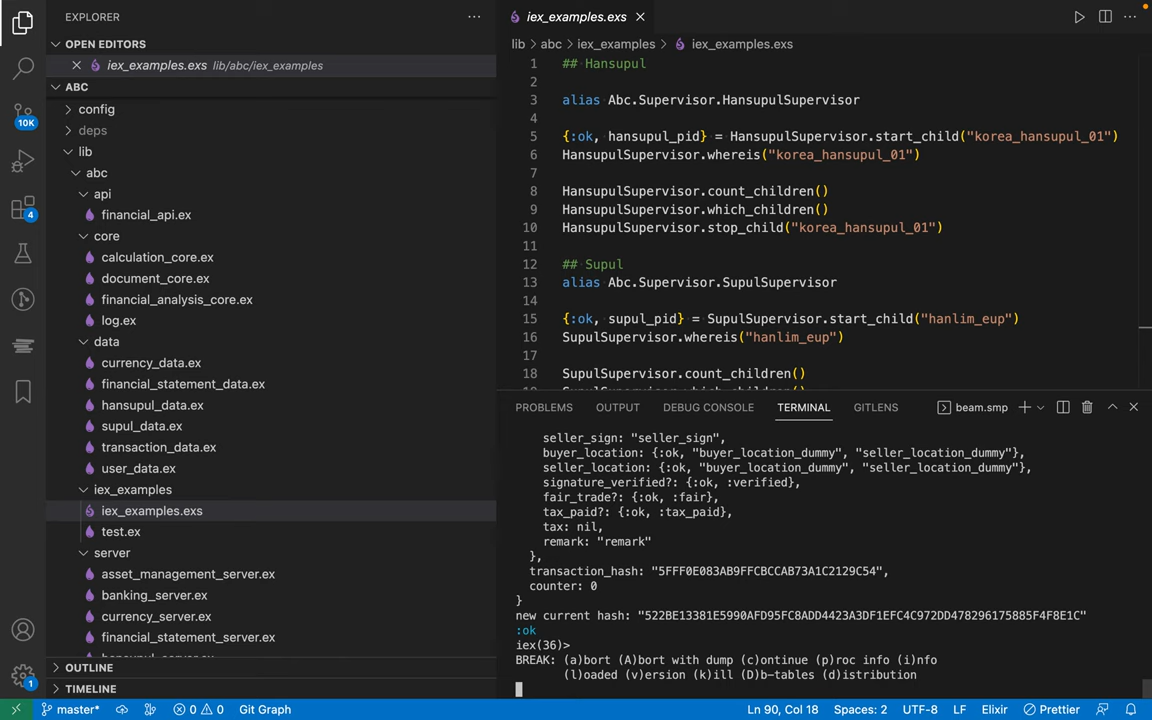 EXPLORER
OPEN EDITORS
iex_examples.exs lib/abc/iex_examples
ABC
config
deps
lib
abc
api
financial_api.ex
core
calculation_core.ex
document_core.ex
financial_analysis_core.ex
log.ex
data
currency_data.ex
financial_statement_data.ex
hansupul_data.ex
supul_data.ex
transaction_data.ex
user_data.ex
iex_examples
iex_examples.exs
test.ex
server
asset_management_server.ex
banking_server.ex
currency_server.ex
financial_statement_server.ex
OUTLINE
TIMELINE
10K
4
1
iex_examples.exs
lib > abc > iex_examples > iex_examples.exs
1 ## Hansupul
2
3 alias Abc.Supervisor.HansupulSupervisor
4
5 {:ok, hansupul_pid} = HansupulSupervisor.start_child("korea_hansupul_01")
6 HansupulSupervisor.whereis("korea_hansupul_01")
7
8 HansupulSupervisor.count_children()
9 HansupulSupervisor.which_children()
10 HansupulSupervisor.stop_child("korea_hansupul_01")
11
12 ## Supul
13 alias Abc.Supervisor.SupulSupervisor
14
15 {:ok, supul_pid} = SupulSupervisor.start_child("hanlim_eup")
16 SupulSupervisor.whereis("hanlim_eup")
17
18 SupulSupervisor.count_children()
PROBLEMS OUTPUT DEBUG CONSOLE TERMINAL GITLENS beam.smp
seller_sign: "seller_sign",
buyer_location: {:ok, "buyer_location_dummy", "seller_location_dummy"},
seller_location: {:ok, "buyer_location_dummy", "seller_location_dummy"},
signature_verified?: {:ok, :verified},
fair_trade?: {:ok, :fair},
tax_paid?: {:ok, :tax_paid},
tax: nil,
remark: "remark"
},
transaction_hash: "5FFF0E083AB9FFCBCCAB73A1C2129C54",
counter: 0
}
new current hash: "522BE13381E5990AFD95FC8ADD4423A3DF1EFC4C972DD478296175885F4F8E1C"
:ok
iex(36)>
BREAK: (a)bort (A)bort with dump (c)ontinue (p)roc info (i)nfo
(l)oaded (v)ersion (k)ill (D)b-tables (d)istribution
master* 0 0 Git Graph Ln 90, Col 18 Spaces: 2 UTF-8 LF Elixir Prettier